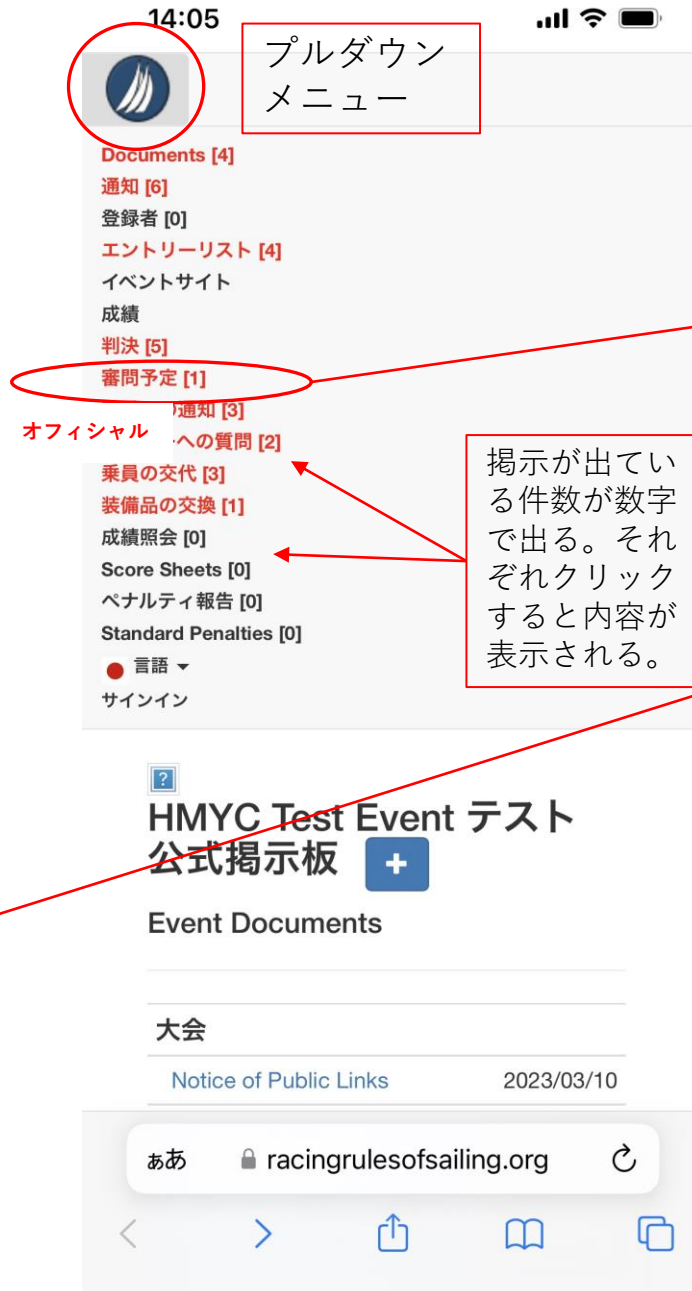 14:05
プルダウン
メニュー
Documents [4]
通知 [6]
登録者 [0]
エントリーリスト [4]
イベントサイト
成績
判決 [5]
審問予定 [1]
通知 [3]
オフィシャル
への質問 [2]
乗員の交代 [3]
装備品の交換 [1]
成績照会 [0]
Score Sheets [0]
ペナルティ報告 [0]
Standard Penalties [0]
言語
サインイン
掲示が出てい
る件数が数字
で出る。それ
ぞれクリック
すると内容が
表示される。
HMYC Test Event テスト
公式掲示板 +
Event Documents
大会
Notice of Public Links 2023/03/10
ぁあ racingrulesofsailing.org